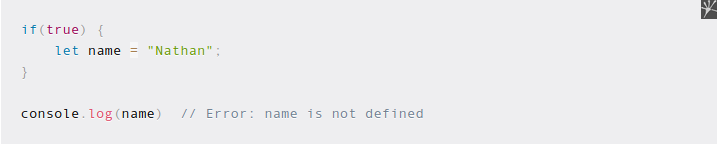 if(true) {
    let name = "Nathan";
}
console.log(name)  // Error: name is not defined